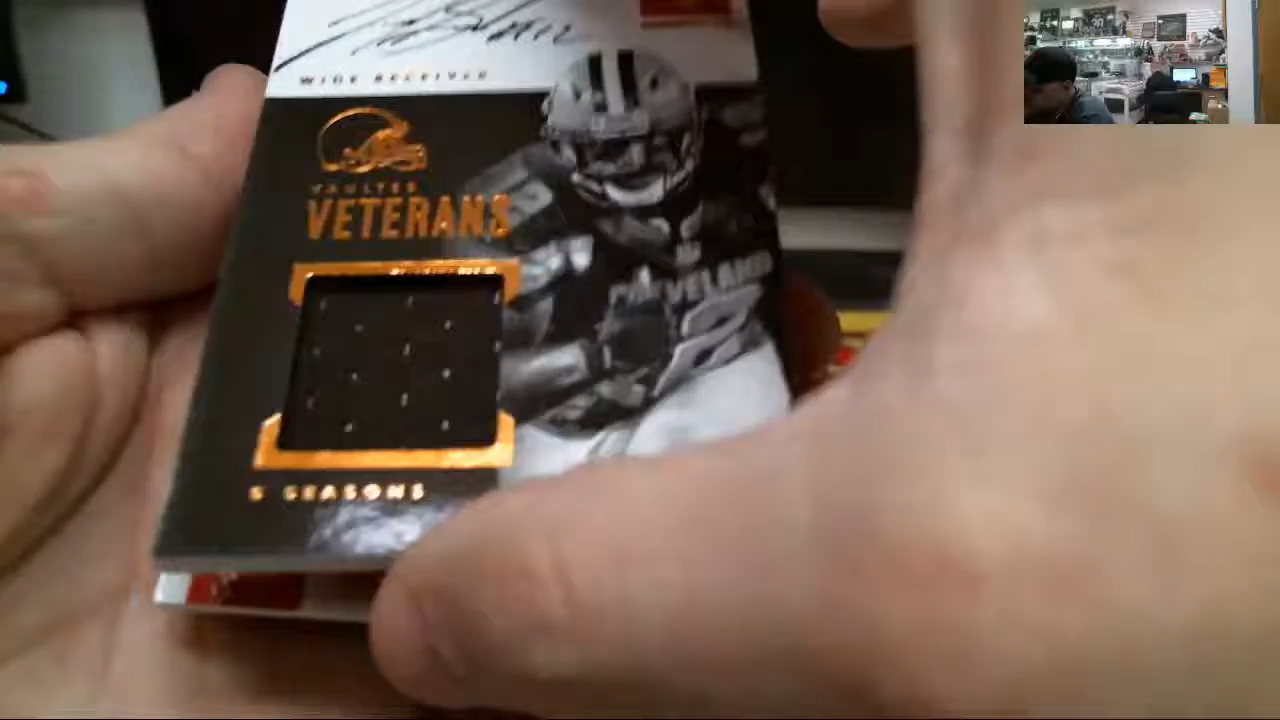 WIDE RECEIVER
VAULTED
VETERANS
CLEVELAND
5 SEASONS